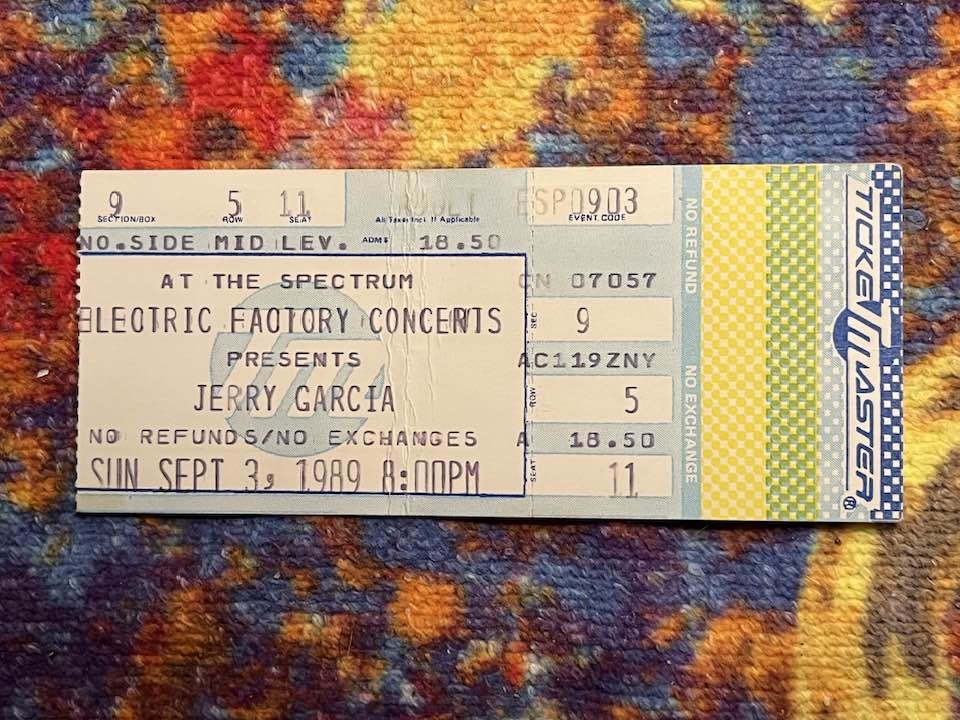 9 5 11 ADULT ESP0903
SECTION/BOX ROW SEAT All Taxes Incl. If Applicable EVENT CODE
NO.SIDE MID LEV. ADM$ 18.50
AT THE SPECTRUM
ELECTRIC FACTORY CONCERTS
PRESENTS
JERRY GARCIA
NO REFUNDS/NO EXCHANGES
SUN SEPT 3, 1989 8:00PM
CN 07057
SEC 9
AC119ZNY
ROW 5
A 18.50
SEAT 11
NO REFUND NO EXCHANGE
TICKETMASTER®